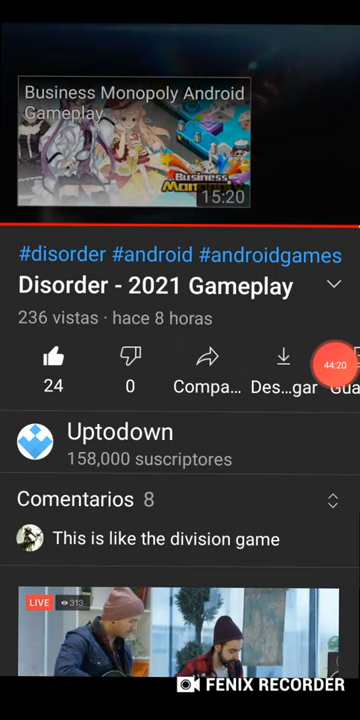 Business Monopoly Android
Gameplay
Business
15:20
#disorder #android #androidgames
Disorder - 2021 Gameplay
236 vistas · hace 8 horas
24
0
Compa...
Des...gar
44:20
Uptodown
158,000 suscriptores
Comentarios 8
This is like the division game
LIVE
313
FENIX RECORDER